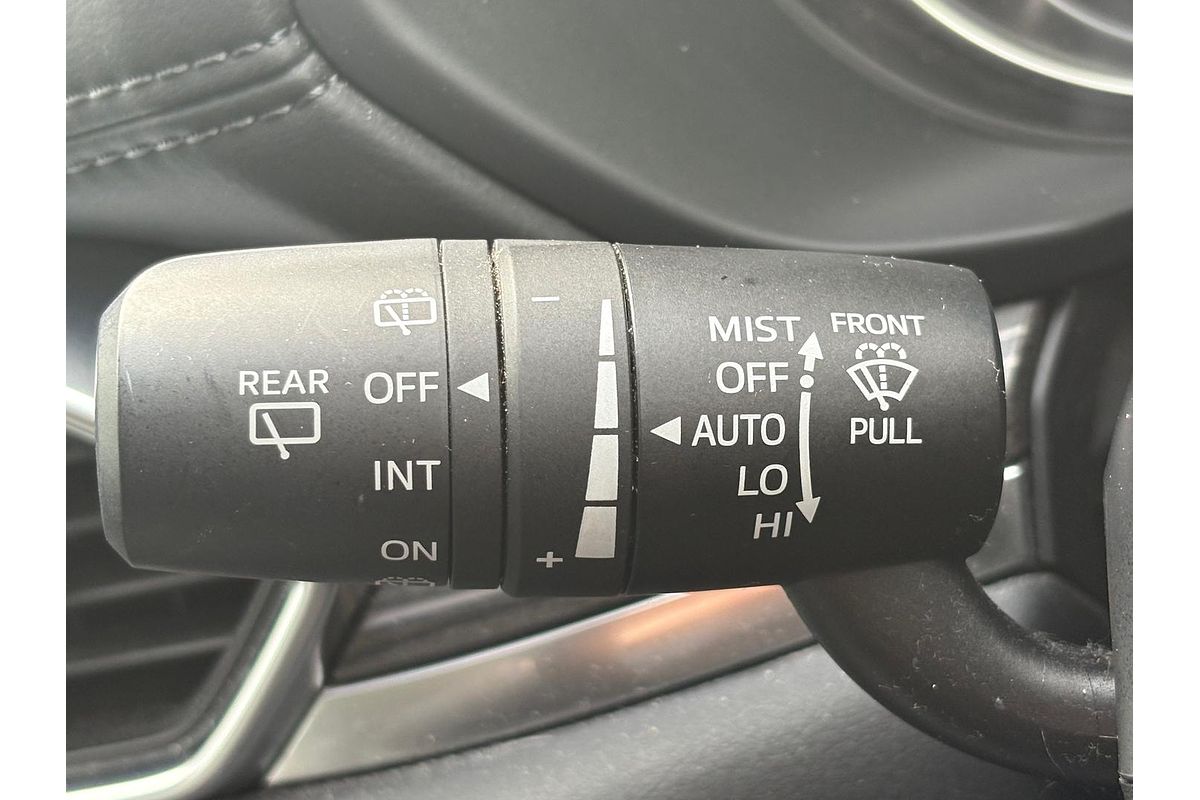 REAR
OFF
INT
ON
−
+
MIST
OFF
AUTO
LO
HI
FRONT
PULL